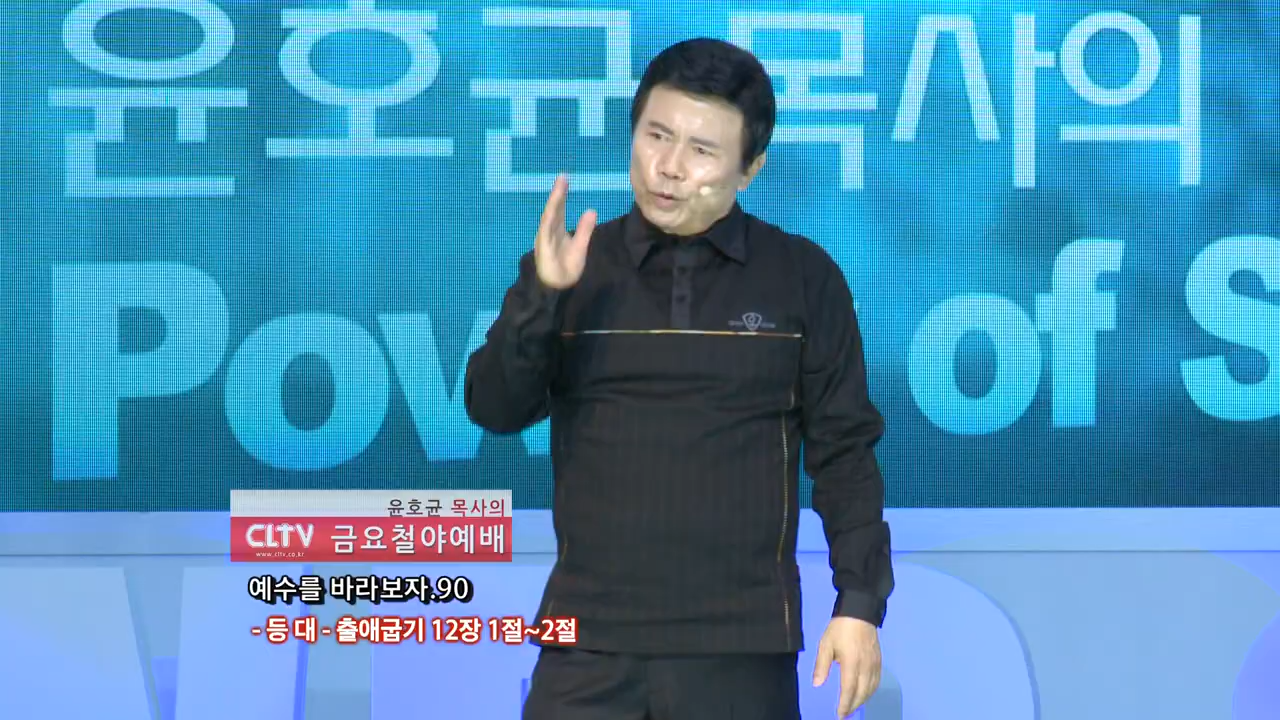 윤호균 목사의
Pow of S
윤호균 목사의
CLTV 금요철야예배
www.cltv.co.kr
예수를 바라보자.90
- 등 대 - 출애굽기 12장 1절~2절